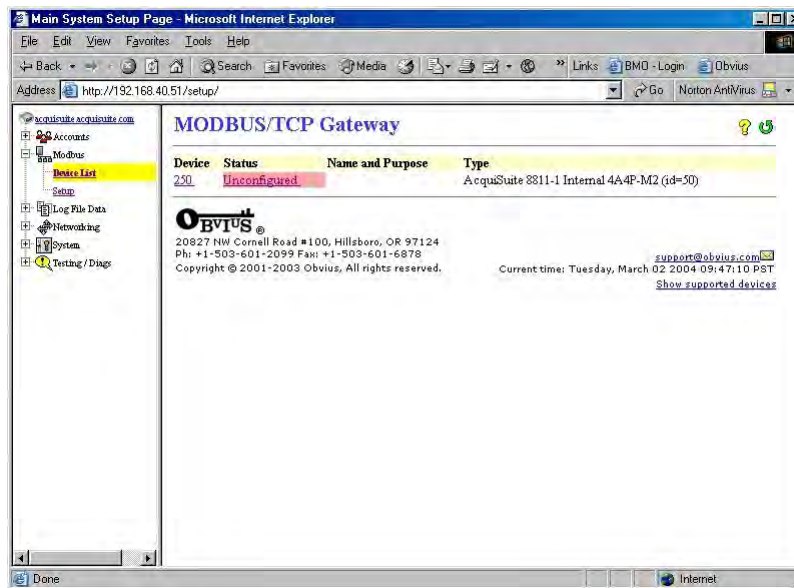 Main System Setup Page - Microsoft Internet Explorer
File Edit View Favorites Tools Help
Back Search Favorites Media » Links BMO - Login Obvius
Address http://192.168.40.51/setup/ Go Norton AntiVirus
acquisuite.acquisuite.com
Accounts
Modbus
Device List
Setup
Log File Data
Networking
System
Testing / Diags
MODBUS/TCP Gateway
Device Status Name and Purpose Type
250 Unconfigured AcquiSuite 8811-1 Internal 4A4P-M2 (id=50)
OBVIUS ®
20827 NW Cornell Road #100, Hillsboro, OR 97124
Ph: +1-503-601-2099 Fax: +1-503-601-6878
Copyright © 2001-2003 Obvius, All rights reserved.
support@obvius.com
Current time: Tuesday, March 02 2004 09:47:10 PST
Show supported devices
Done Internet